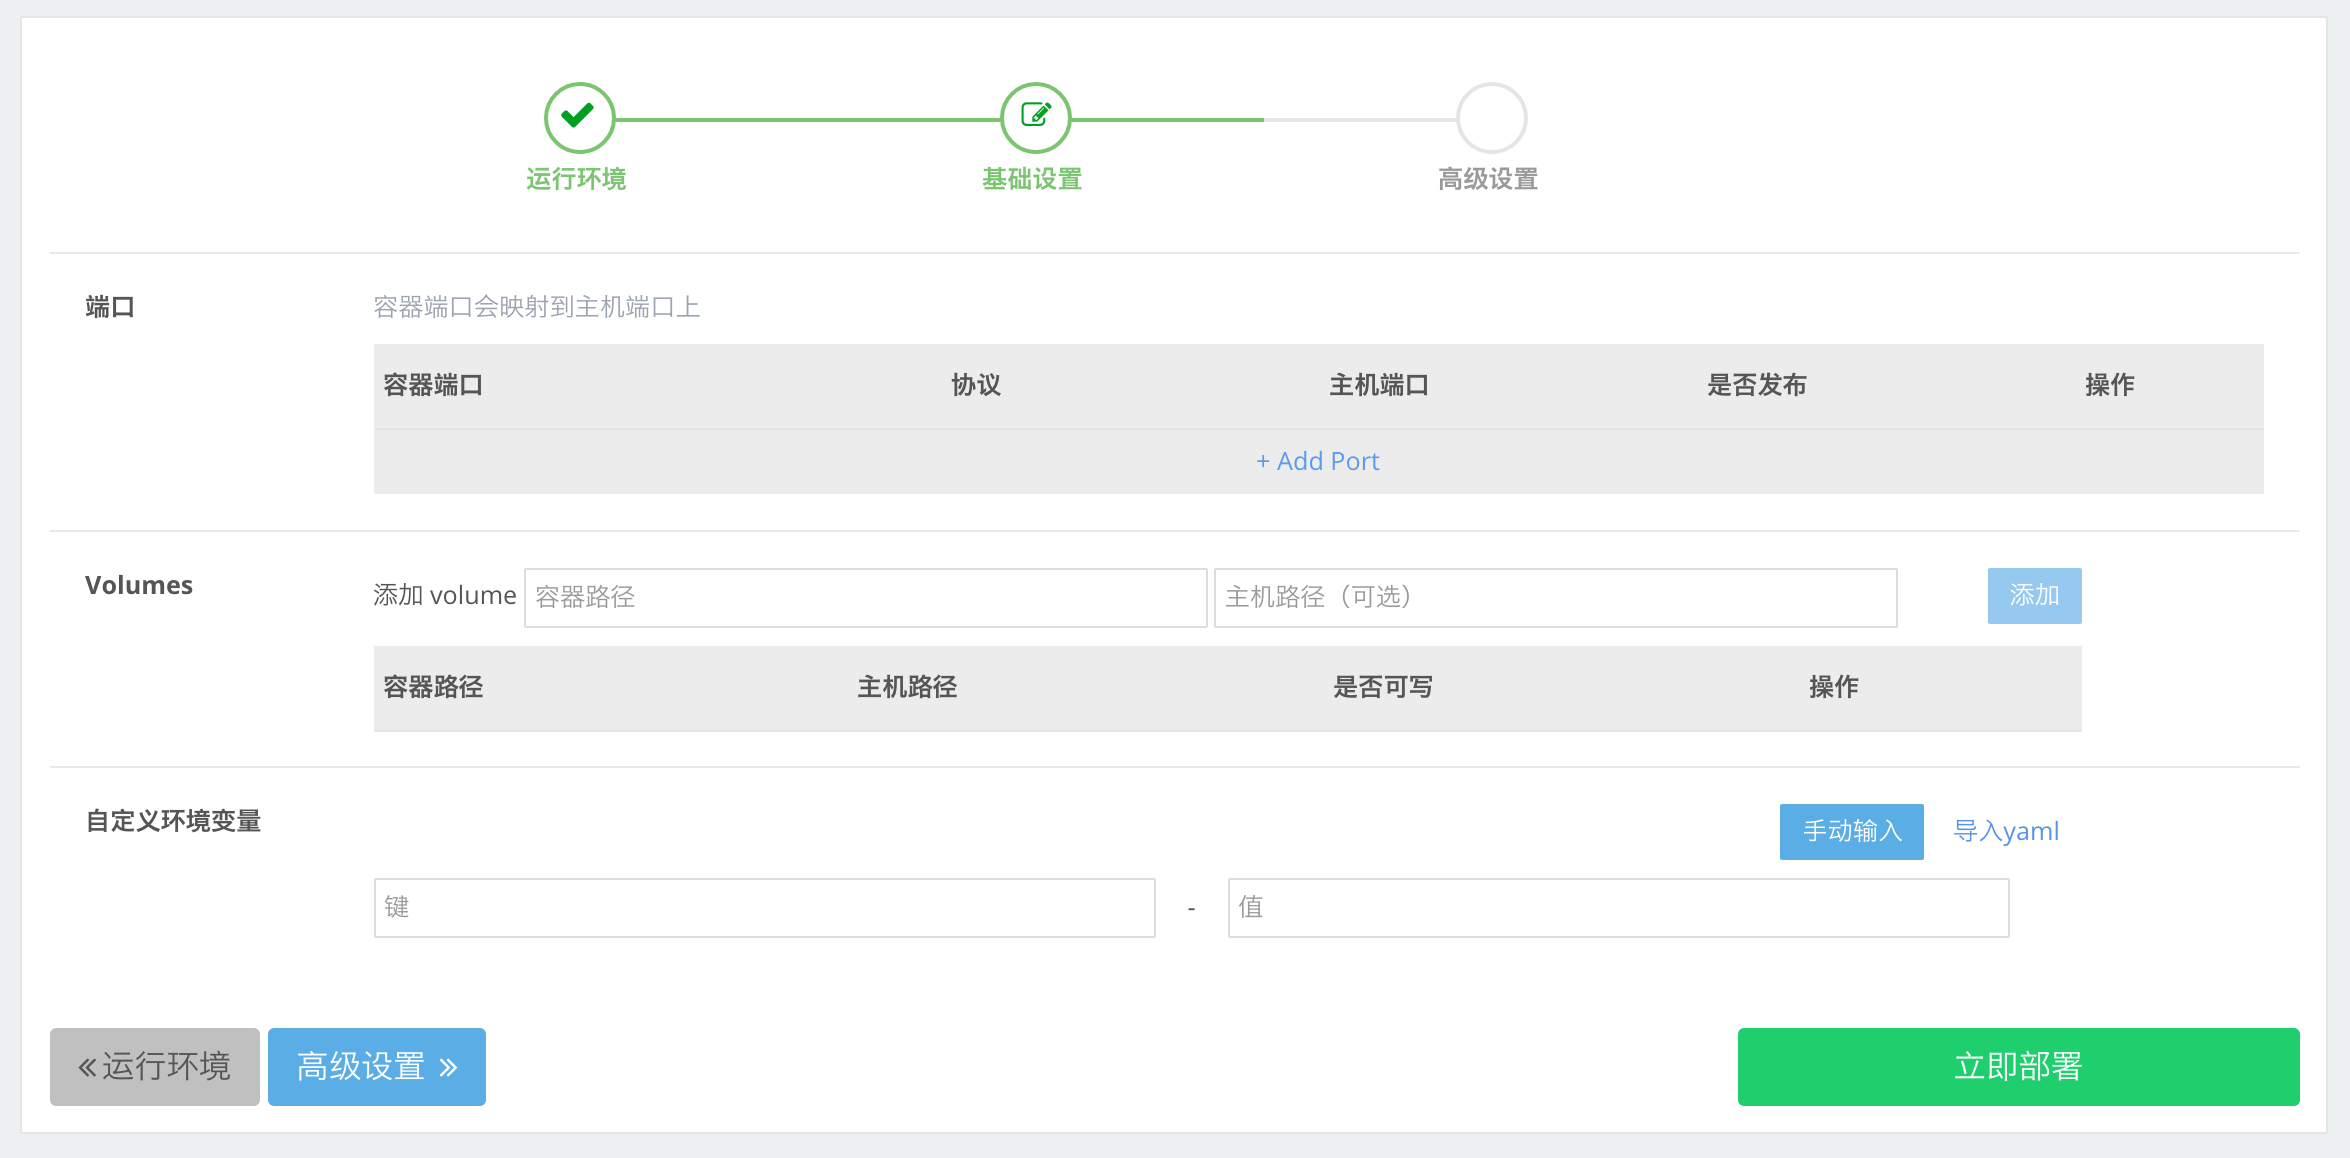 运行环境 基础设置 高级设置
端口 容器端口会映射到主机端口上
容器端口 协议 主机端口 是否发布 操作
+ Add Port
Volumes 添加 volume 容器路径 主机路径（可选） 添加
容器路径 主机路径 是否可写 操作
自定义环境变量 手动输入 导入yaml
键 - 值
«运行环境 高级设置 » 立即部署